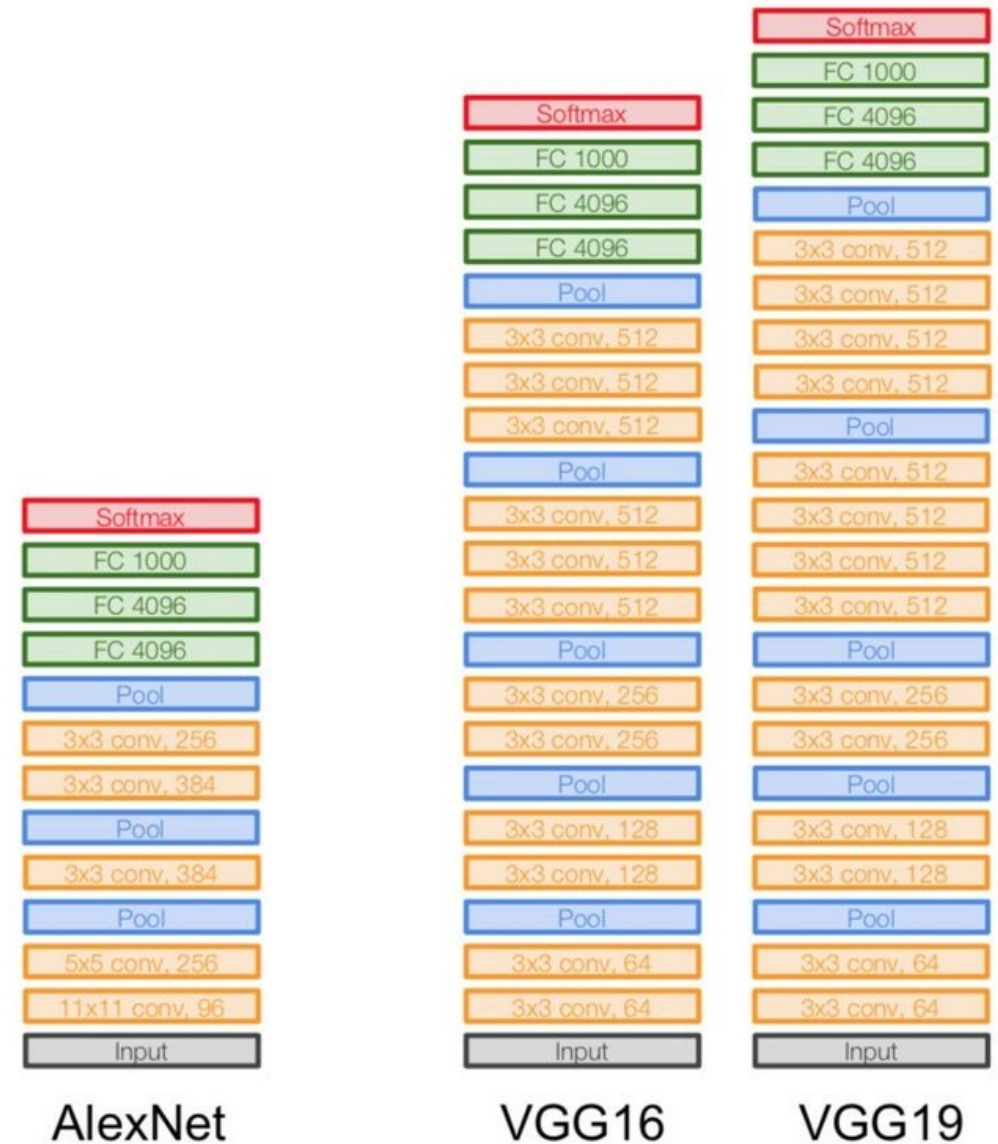 Softmax
FC 1000
FC 4096
FC 4096
Pool
3x3 conv, 256
3x3 conv, 384
Pool
3x3 conv, 384
Pool
5x5 conv, 256
11x11 conv, 96
Input
AlexNet
Softmax
FC 1000
FC 4096
FC 4096
Pool
3x3 conv, 512
3x3 conv, 512
3x3 conv, 512
Pool
3x3 conv, 512
3x3 conv, 512
3x3 conv, 512
Pool
3x3 conv, 256
3x3 conv, 256
Pool
3x3 conv, 128
3x3 conv, 128
Pool
3x3 conv, 64
3x3 conv, 64
Input
VGG16
Softmax
FC 1000
FC 4096
FC 4096
Pool
3x3 conv, 512
3x3 conv, 512
3x3 conv, 512
3x3 conv, 512
Pool
3x3 conv, 512
3x3 conv, 512
3x3 conv, 512
3x3 conv, 512
Pool
3x3 conv, 256
3x3 conv, 256
Pool
3x3 conv, 128
3x3 conv, 128
Pool
3x3 conv, 64
3x3 conv, 64
Input
VGG19